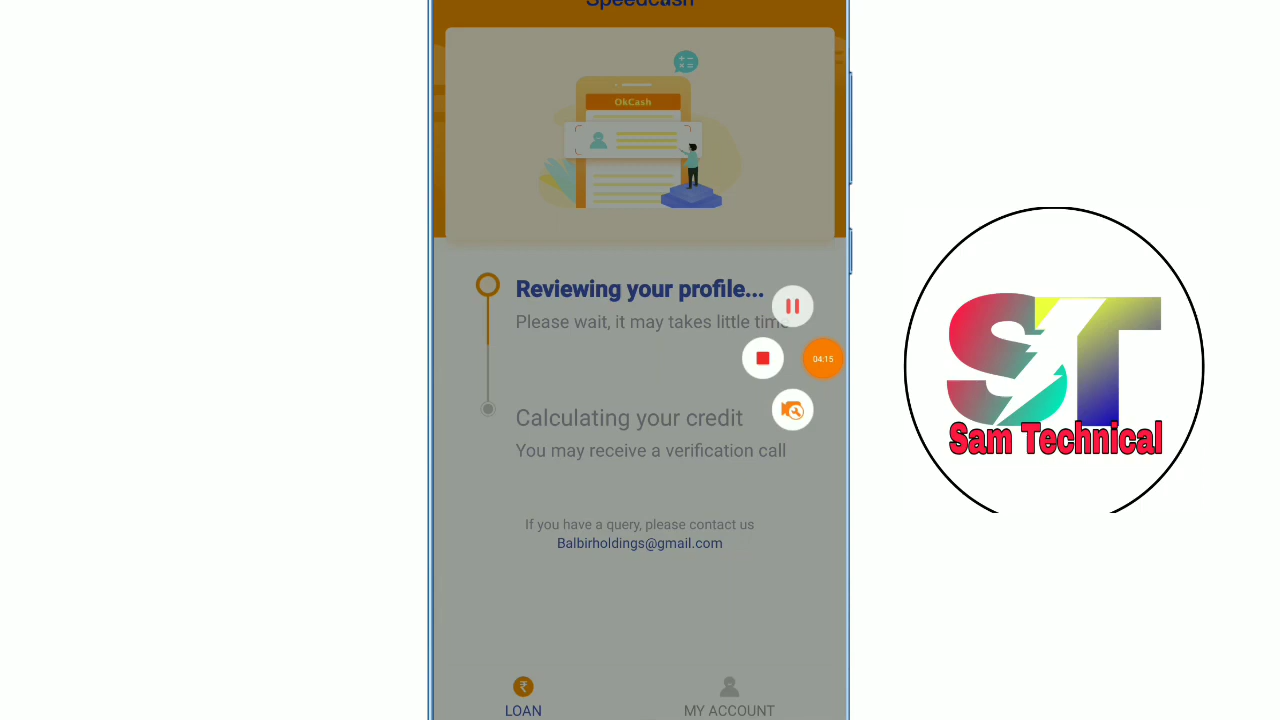 Speedcash
OkCash
Reviewing your profile...
Please wait, it may takes little time
04:15
Calculating your credit
You may receive a verification call
If you have a query, please contact us
Balbirholdings@gmail.com
LOAN
MY ACCOUNT
ST
Sam Technical